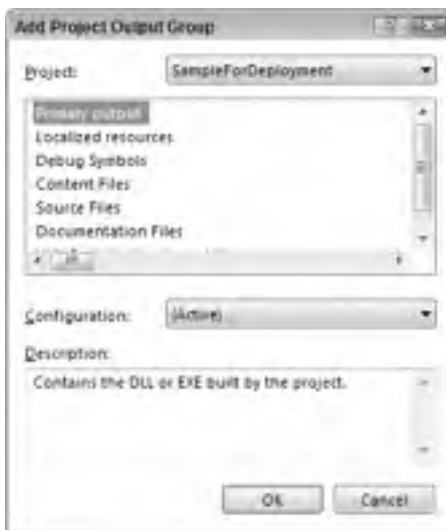 Add Project Output Group
Project: SampleForDeployment
Primary output
Localized resources
Debug Symbols
Content Files
Source Files
Documentation Files
Configuration: (Active)
Description:
Contains the DLL or EXE built by the project.
OK Cancel